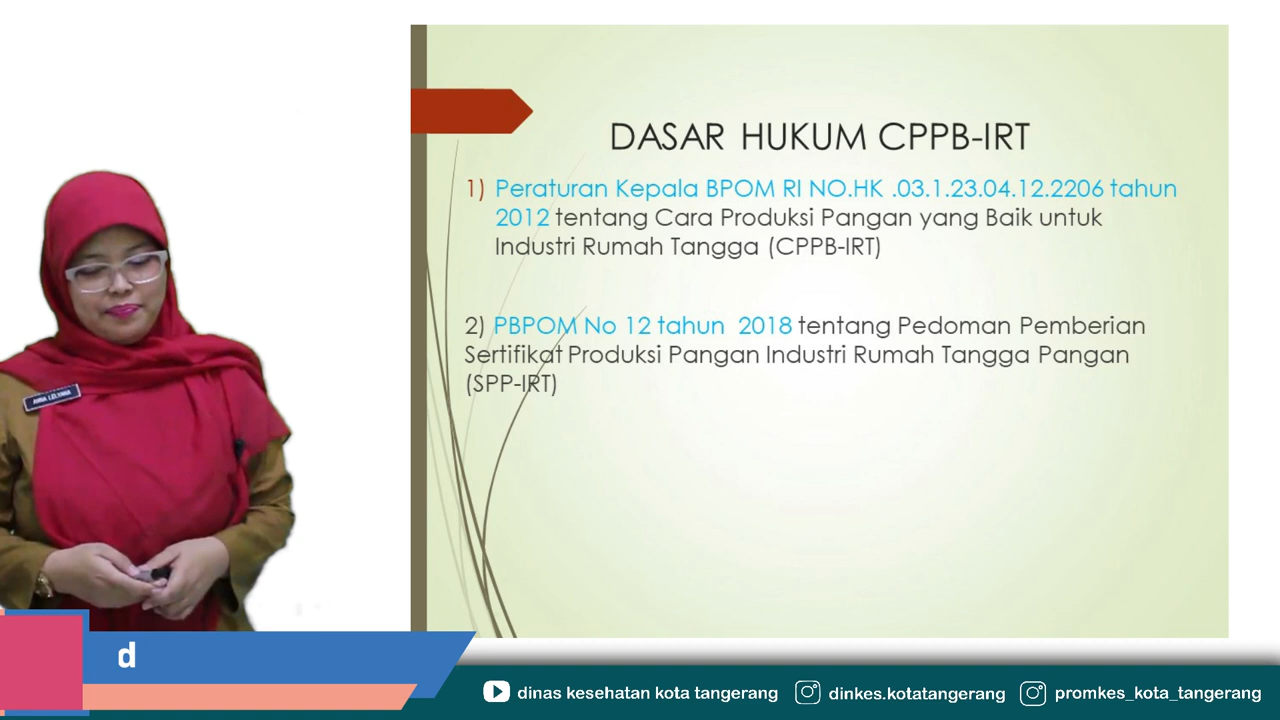 DASAR HUKUM CPPB-IRT
1) Peraturan Kepala BPOM RI NO.HK .03.1.23.04.12.2206 tahun
2012 tentang Cara Produksi Pangan yang Baik untuk
Industri Rumah Tangga (CPPB-IRT)
2) PBPOM No 12 tahun 2018 tentang Pedoman Pemberian
Sertifikat Produksi Pangan Industri Rumah Tangga Pangan
(SPP-IRT)
ANNA LELYANA
d
dinas kesehatan kota tangerang
dinkes.kotatangerang
promkes_kota_tangerang